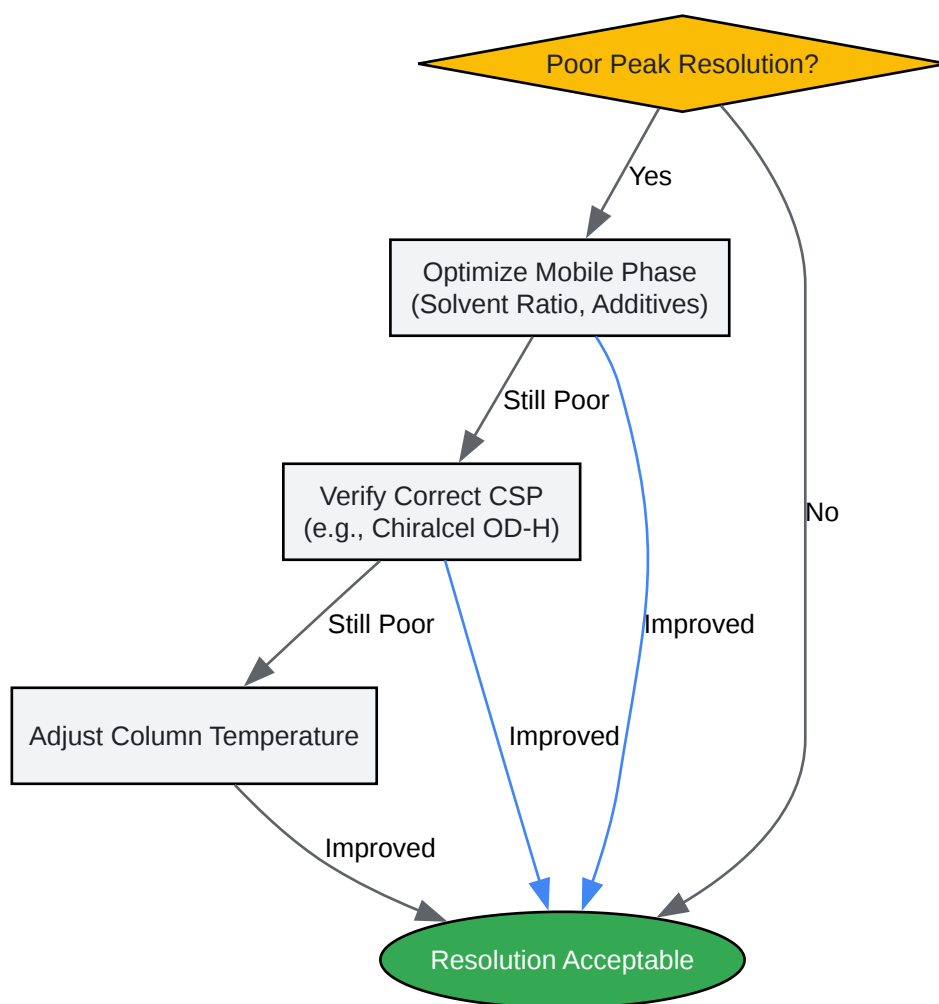 Poor Peak Resolution?
Yes
Optimize Mobile Phase
(Solvent Ratio, Additives)
Still Poor
Verify Correct CSP
(e.g., Chiralcel OD-H)
No
Still Poor
Improved
Adjust Column Temperature
Improved
Improved
Resolution Acceptable